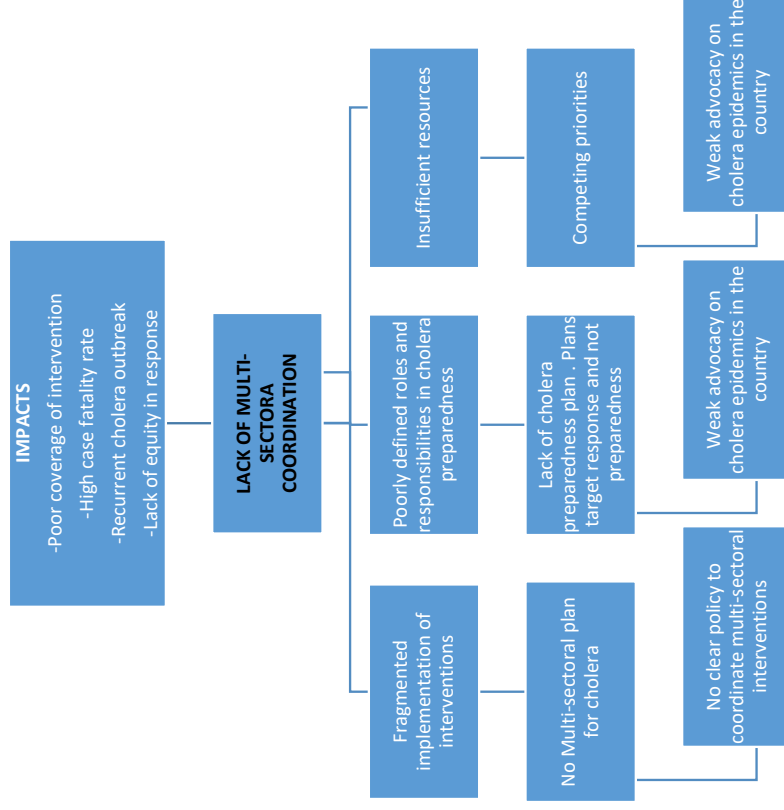 IMPACTS
-Poor coverage of intervention
-High case fatality rate
-Recurrent cholera outbreak
-Lack of equity in response
LACK OF MULTI-
SECTORA
COORDINATION
Fragmented
implementation of
interventions
Poorly defined roles and
responsibilities in cholera
preparedness
Insufficient resources
No Multi-sectoral plan
for cholera
Lack of cholera
preparedness plan . Plans
target response and not
preparedness
Competing priorities
No clear policy to
coordinate multi-sectoral
interventions
Weak advocacy on
cholera epidemics in the
country
Weak advocacy on
cholera epidemics in the
country